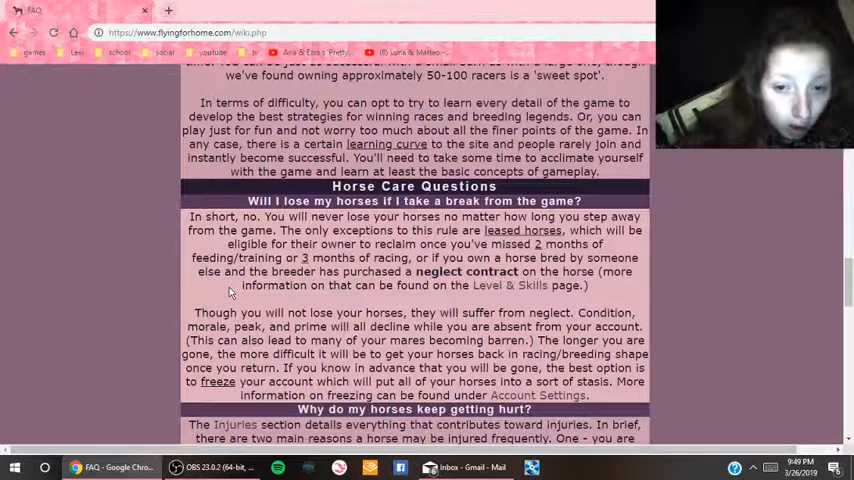 FAQ
https://www.flyingforhome.com/wiki.php
games Lew school social youtube tv Ana & Ezra's Pretty... (8) Luna & Matteo -...
we've found owning approximately 50-100 racers is a 'sweet spot'.
In terms of difficulty, you can opt to try to learn every detail of the game to
develop the best strategies for winning races and breeding legends. Or, you can
play just for fun and not worry too much about all the finer points of the game. In
any case, there is a certain learning curve to the site and people rarely join and
instantly become successful. You'll need to take some time to acclimate yourself
with the game and learn at least the basic concepts of gameplay.
Horse Care Questions
Will I lose my horses if I take a break from the game?
In short, no. You will never lose your horses no matter how long you step away
from the game. The only exceptions to this rule are leased horses, which will be
eligible for their owner to reclaim once you've missed 2 months of
feeding/training or 3 months of racing, or if you own a horse bred by someone
else and the breeder has purchased a neglect contract on the horse (more
information on that can be found on the Level & Skills page.)
Though you will not lose your horses, they will suffer from neglect. Condition,
morale, peak, and prime will all decline while you are absent from your account.
(This can also lead to many of your mares becoming barren.) The longer you are
gone, the more difficult it will be to get your horses back in racing/breeding shape
once you return. If you know in advance that you will be gone, the best option is
to freeze your account which will put all of your horses into a sort of stasis. More
information on freezing can be found under Account Settings.
Why do my horses keep getting hurt?
The Injuries section details everything that contributes toward injuries. In brief,
there are two main reasons a horse may be injured frequently. One - you are
FAQ - Google Chro... OBS 23.0.2 (64-bit, ... Inbox - Gmail - Mail 9:49 PM
3/26/2019